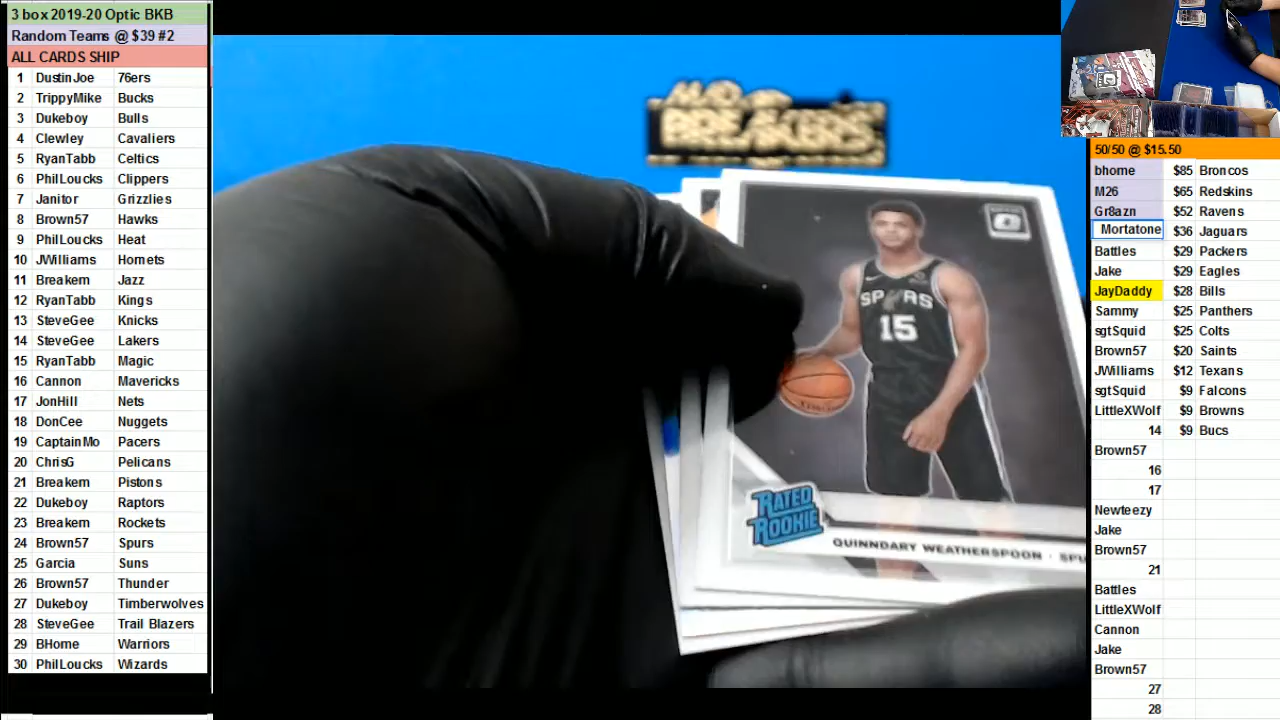 3 box 2019-20 Optic BKB
Random Teams @ $39 #2
ALL CARDS SHIP
1 DustinJoe 76ers
2 TrippyMike Bucks
3 Dukeboy Bulls
4 Clewley Cavaliers
5 RyanTabb Celtics
6 PhilLoucks Clippers
7 Janitor Grizzlies
8 Brown57 Hawks
9 PhilLoucks Heat
10 JWilliams Hornets
11 Breakem Jazz
12 RyanTabb Kings
13 SteveGee Knicks
14 SteveGee Lakers
15 RyanTabb Magic
16 Cannon Mavericks
17 JonHill Nets
18 DonCee Nuggets
19 CaptainMo Pacers
20 ChrisG Pelicans
21 Breakem Pistons
22 Dukeboy Raptors
23 Breakem Rockets
24 Brown57 Spurs
25 Garcia Suns
26 Brown57 Thunder
27 Dukeboy Timberwolves
28 SteveGee Trail Blazers
29 BHome Warriors
30 PhilLoucks Wizards
BREAKERS
SPURS
15
RATED
ROOKIE
QUINNDARY WEATHERSPOON · SPU
50/50 @ $15.50
bhome $85 Broncos
M26 $65 Redskins
Gr8azn $52 Ravens
Mortatone $36 Jaguars
Battles $29 Packers
Jake $29 Eagles
JayDaddy $28 Bills
Sammy $25 Panthers
sgtSquid $25 Colts
Brown57 $20 Saints
JWilliams $12 Texans
sgtSquid $9 Falcons
LittleXWolf $9 Browns
14 $9 Bucs
Brown57
16
17
Newteezy
Jake
Brown57
21
Battles
LittleXWolf
Cannon
Jake
Brown57
27
28